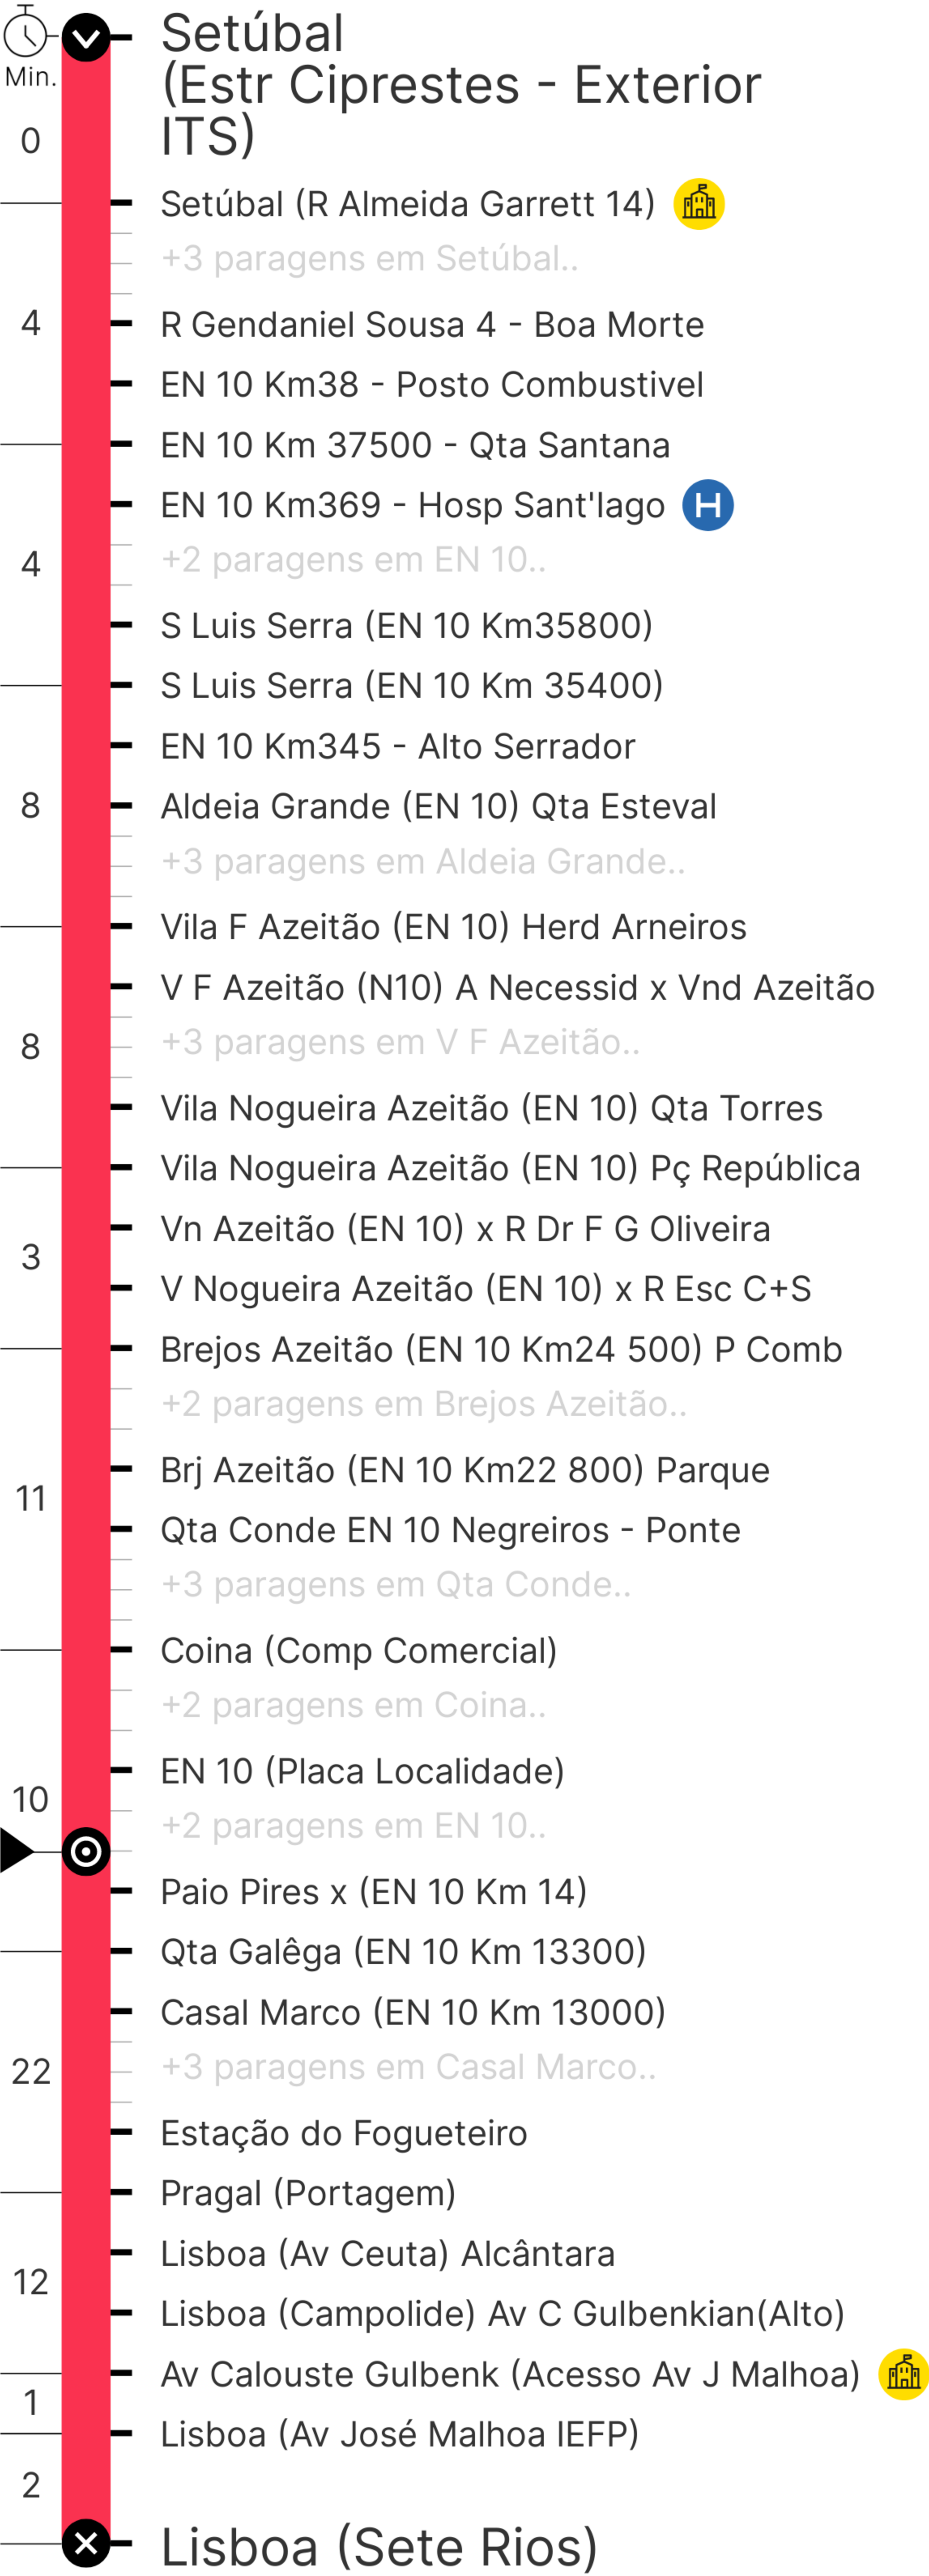 Setúbal
(Estr Ciprestes - Exterior
ITS)
Min.
0
Setúbal (R Almeida Garrett 14)
+3 paragens em Setúbal..
4
R Gendaniel Sousa 4 - Boa Morte
EN 10 Km38 - Posto Combustivel
EN 10 Km 37500 - Qta Santana
EN 10 Km369 - Hosp Sant'Iago H
+2 paragens em EN 10..
4
S Luis Serra (EN 10 Km35800)
S Luis Serra (EN 10 Km 35400)
EN 10 Km345 - Alto Serrador
8
Aldeia Grande (EN 10) Qta Esteval
+3 paragens em Aldeia Grande..
Vila F Azeitão (EN 10) Herd Arneiros
V F Azeitão (N10) A Necessid x Vnd Azeitão
8
+3 paragens em V F Azeitão..
Vila Nogueira Azeitão (EN 10) Qta Torres
Vila Nogueira Azeitão (EN 10) Pç República
Vn Azeitão (EN 10) x R Dr F G Oliveira
3
V Nogueira Azeitão (EN 10) x R Esc C+S
Brejos Azeitão (EN 10 Km24 500) P Comb
+2 paragens em Brejos Azeitão..
Brj Azeitão (EN 10 Km22 800) Parque
11
Qta Conde EN 10 Negreiros - Ponte
+3 paragens em Qta Conde..
Coina (Comp Comercial)
+2 paragens em Coina..
EN 10 (Placa Localidade)
10
+2 paragens em EN 10..
Paio Pires x (EN 10 Km 14)
Qta Galêga (EN 10 Km 13300)
Casal Marco (EN 10 Km 13000)
22
+3 paragens em Casal Marco..
Estação do Fogueteiro
Pragal (Portagem)
Lisboa (Av Ceuta) Alcântara
12
Lisboa (Campolide) Av C Gulbenkian(Alto)
Av Calouste Gulbenk (Acesso Av J Malhoa)
1
Lisboa (Av José Malhoa IEFP)
2
Lisboa (Sete Rios)